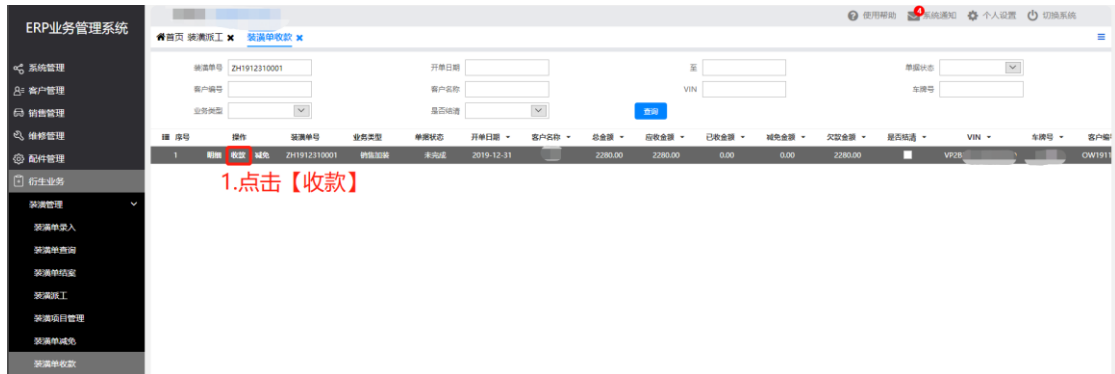 ERP业务管理系统
使用帮助 4 系统通知 个人设置 切换系统
首页 装潢派工 × 装潢单收款 ×
系统管理
客户管理
销售管理
维修管理
配件管理
衍生业务
装潢管理
装潢单录入
装潢单查询
装潢单结案
装潢派工
装潢项目管理
装潢单减免
装潢单收款
装潢单号 ZH1912310001 开单日期 至 单据状态
客户编号 客户名称 VIN 车牌号
业务类型 是否结清 查询
序号 操作 装潢单号 业务类型 单据状态 开单日期 客户名称 总金额 应收金额 已收金额 减免金额 欠款金额 是否结清 VIN 车牌号 客户编
1 明细 收款 减免 ZH1912310001 销售加装 未完成 2019-12-31 2280.00 2280.00 0.00 0.00 2280.00 VP2B OW1911
1.点击【收款】